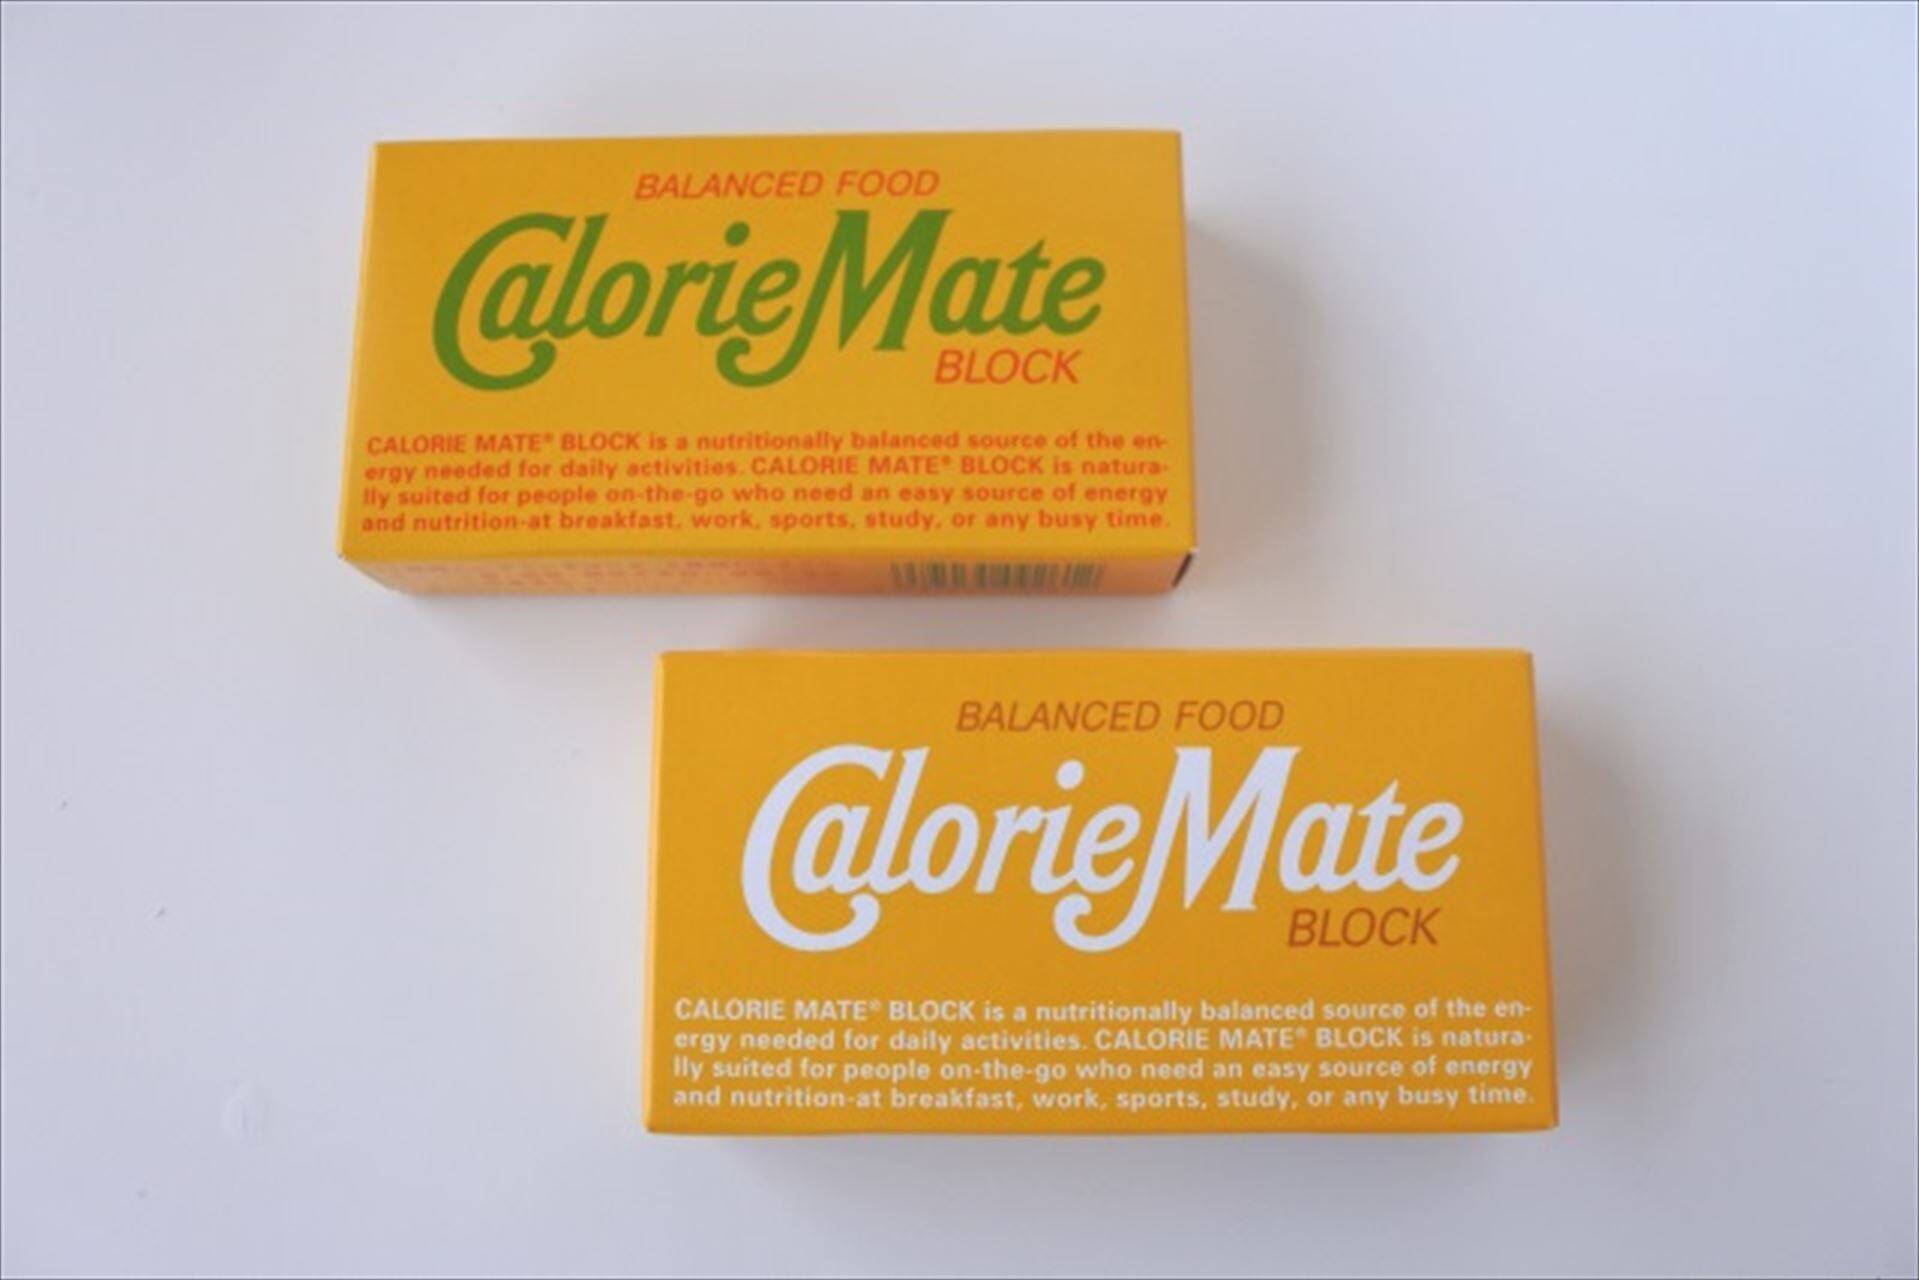 BALANCED FOOD
CalorieMate
BLOCK
CALORIE MATE® BLOCK is a nutritionally balanced source of the en-
ergy needed for daily activities. CALORIE MATE® BLOCK is natura-
lly suited for people on-the-go who need an easy source of energy
and nutrition-at breakfast, work, sports, study, or any busy time.
BALANCED FOOD
CalorieMate
BLOCK
CALORIE MATE® BLOCK is a nutritionally balanced source of the en-
ergy needed for daily activities. CALORIE MATE® BLOCK is natura-
lly suited for people on-the-go who need an easy source of energy
and nutrition-at breakfast, work, sports, study, or any busy time.